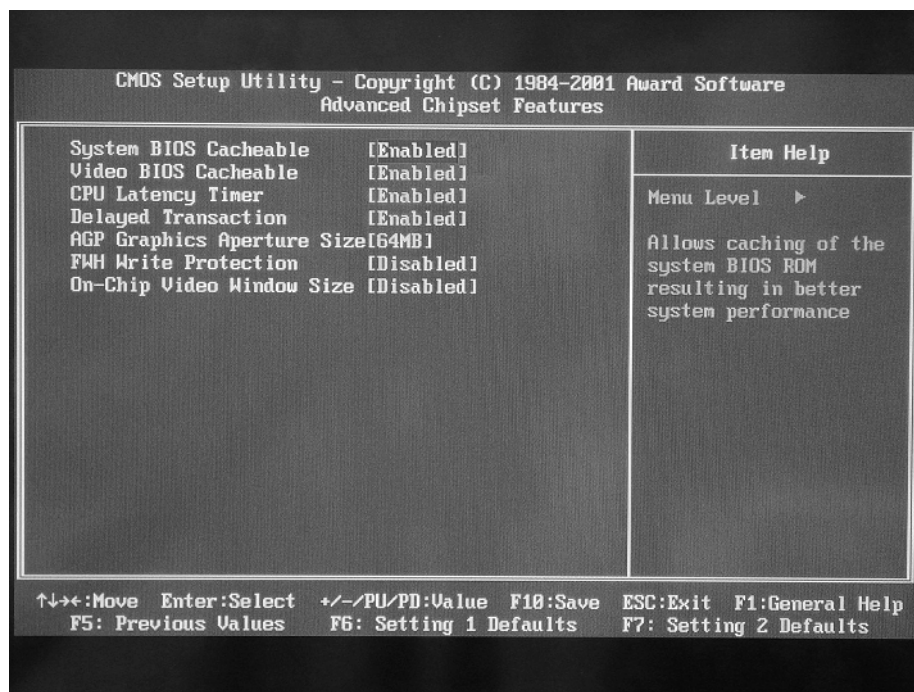 CMOS Setup Utility - Copyright (C) 1984-2001 Award Software
Advanced Chipset Features
System BIOS Cacheable [Enabled]
Video BIOS Cacheable [Enabled]
CPU Latency Timer [Enabled]
Delayed Transaction [Enabled]
AGP Graphics Aperture Size[64MB]
FWH Write Protection [Disabled]
On-Chip Video Window Size [Disabled]
Item Help
Menu Level ▶
Allows caching of the
system BIOS ROM
resulting in better
system performance
↑↓→←:Move Enter:Select +/-/PU/PD:Value F10:Save ESC:Exit F1:General Help
F5: Previous Values F6: Setting 1 Defaults F7: Setting 2 Defaults